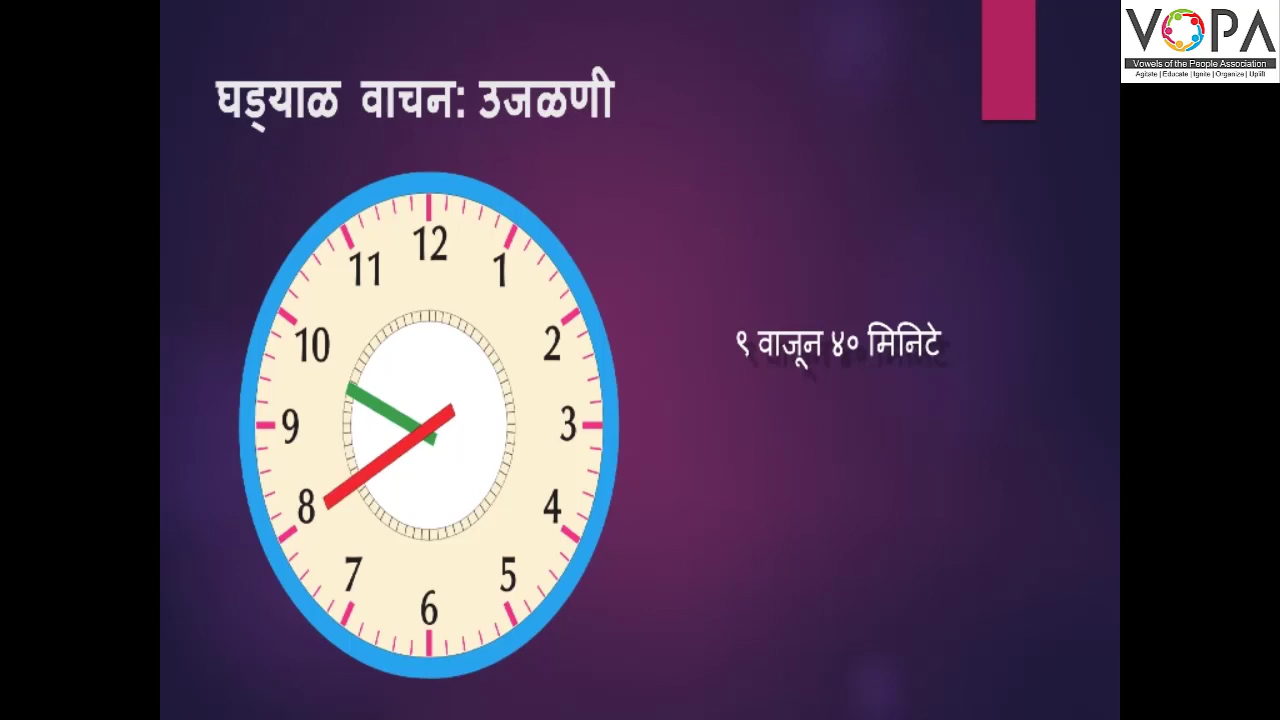 VOPA
Vowels of the People Association
Agitate | Educate | Ignite | Organize | Uplift
घड्याळ वाचन: उजळणी
12
11
1
10
2
9
3
8
4
7
5
6
९ वाजून ४० मिनिटे